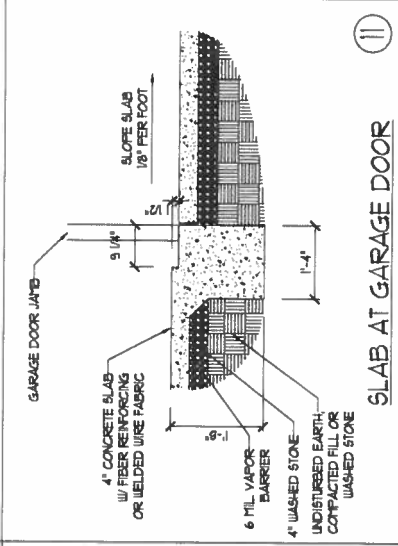 GARAGE DOOR JAMB
SLOPE SLAB
1/8" PER FOOT
9 1/4"
1/2"
4" CONCRETE SLAB
W/ FIBER REINFORCING
OR WELDED WIRE FABRIC
1'-8"
1'-4"
6 MIL VAPOR
BARRIER
4" WASHED STONE
UNDISTURBED EARTH,
COMPACTED FILL OR
WASHED STONE
SLAB AT GARAGE DOOR
11